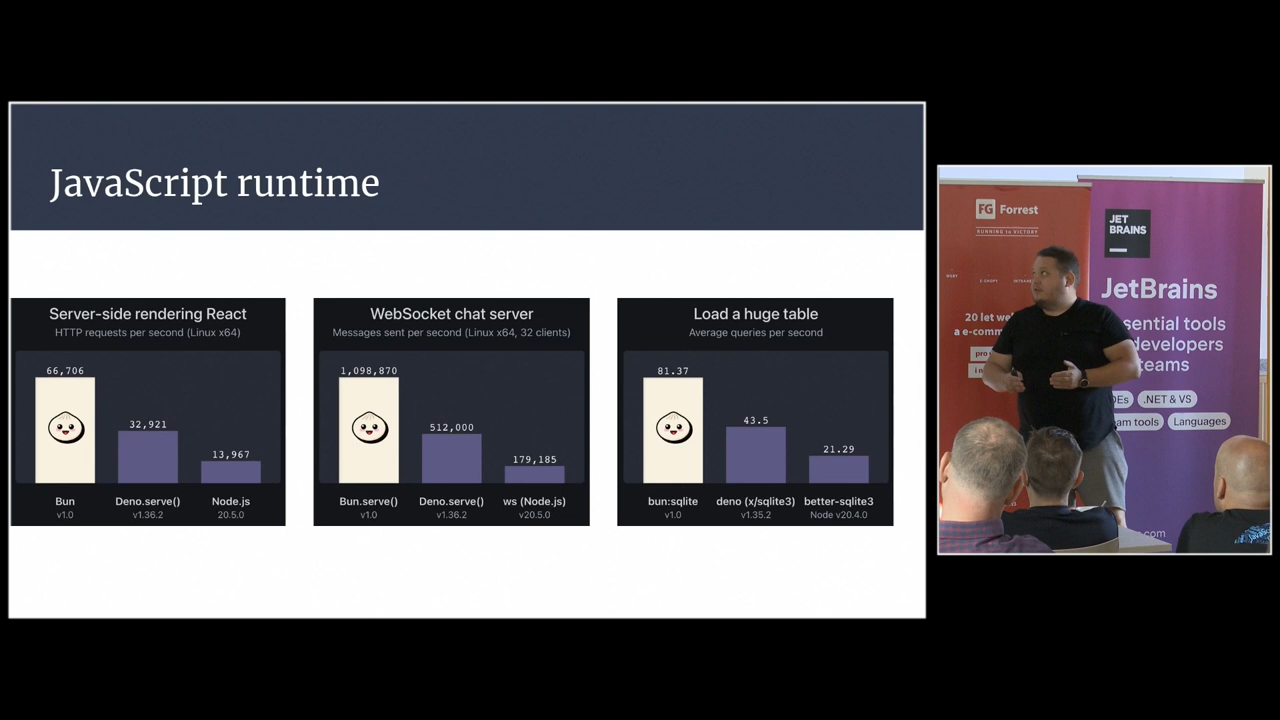 JavaScript runtime
Server-side rendering React
HTTP requests per second (Linux x64)
66,706
32,921
13,967
Bun
Deno.serve()
Node.js
v1.0
v1.36.2
20.5.0
WebSocket chat server
Messages sent per second (Linux x64, 32 clients)
1,098,870
512,000
179,185
Bun.serve()
Deno.serve()
ws (Node.js)
v1.0
v1.36.2
v20.5.0
Load a huge table
Average queries per second
81.37
43.5
21.29
bun:sqlite
deno (x/sqlite3)
better-sqlite3
v1.0
v1.35.2
Node v20.4.0
FG Forrest
RUNNING to VICTORY
E-SHOPY
20 let
a e-comm
JET
BRAINS
JetBrains
developers
teams
.NET & VS
tools
Languages
.com